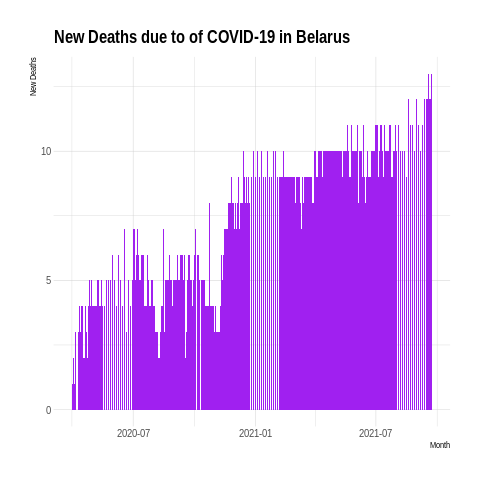 New Deaths due to of COVID-19 in Belarus
New Deaths
10
5
0
2020-07
2021-01
2021-07
Month